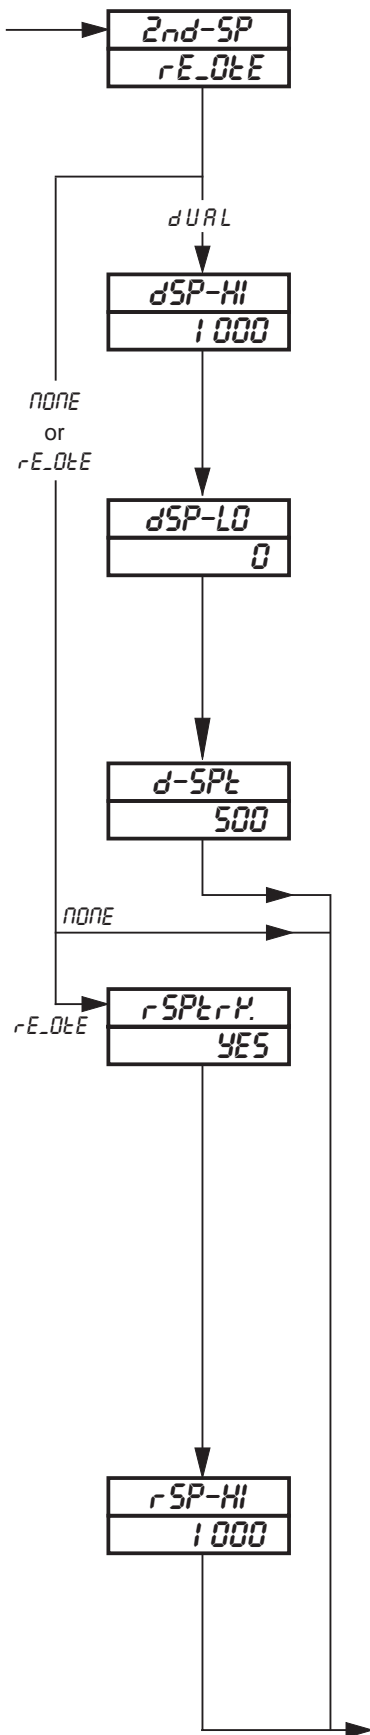 2nd-SP
rE_OtE
dUAL
dSP-HI
1000
NONE
or
rE_OtE
dSP-LO
0
d-SPt
500
NONE
rSPtrK.
YES
rE_OtE
rSP-HI
1000